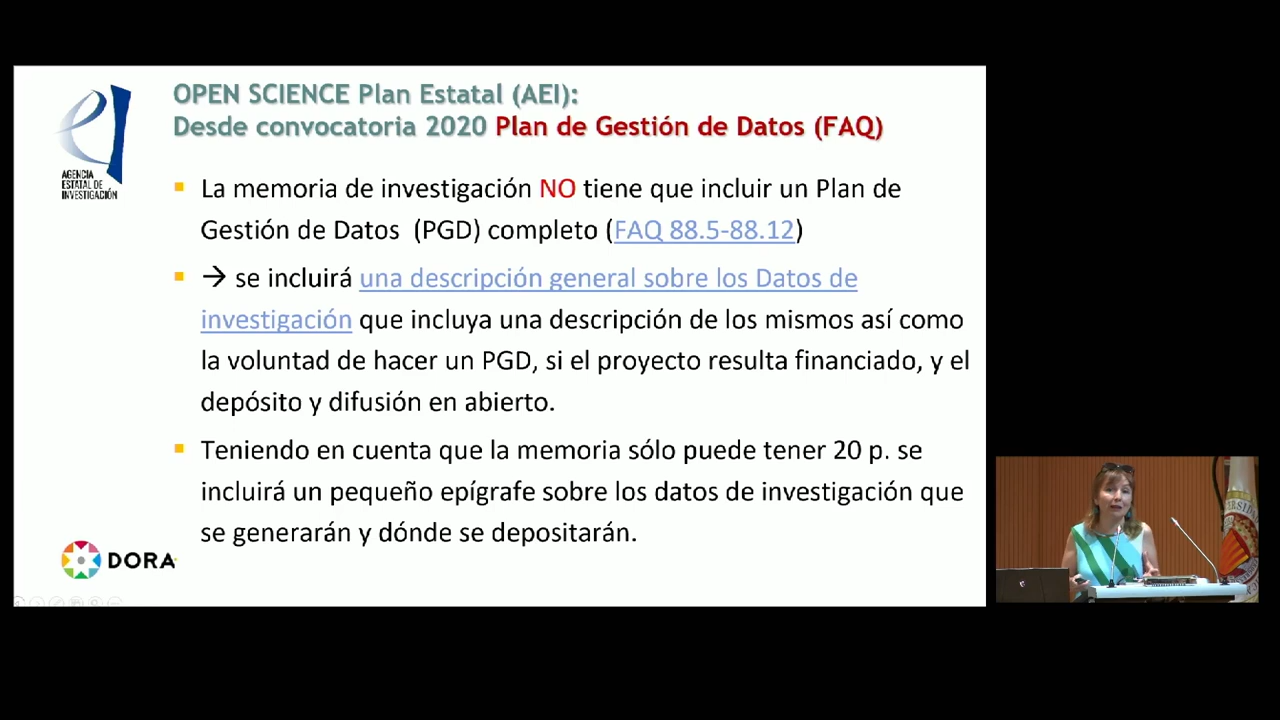 OPEN SCIENCE Plan Estatal (AEI):
Desde convocatoria 2020 Plan de Gestión de Datos (FAQ)
AGENCIA
ESTATAL DE
INVESTIGACIÓN
La memoria de investigación NO tiene que incluir un Plan de
Gestión de Datos (PGD) completo (FAQ 88.5-88.12)
→ se incluirá una descripción general sobre los Datos de
investigación que incluya una descripción de los mismos así como
la voluntad de hacer un PGD, si el proyecto resulta financiado, y el
depósito y difusión en abierto.
Teniendo en cuenta que la memoria sólo puede tener 20 p. se
incluirá un pequeño epígrafe sobre los datos de investigación que
se generarán y dónde se depositarán.
DORA